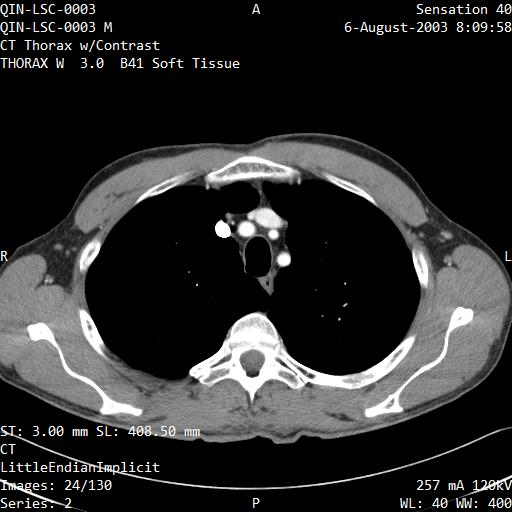 QIN-LSC-0003 A Sensation 40
QIN-LSC-0003 M 6-August-2003 8:09:58
CT Thorax w/Contrast
THORAX W 3.0 B41 Soft Tissue
R L
ST: 3.00 mm SL: 408.50 mm
CT
LittleEndianImplicit
Images: 24/130 257 mA 120kV
Series: 2 P WL: 40 WW: 400